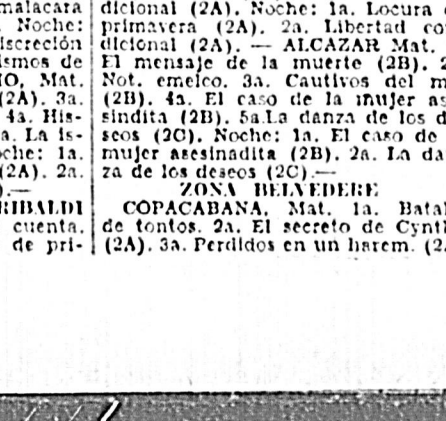 malacara
Noche:
iscreción
ismos de
IO, Mat.
(2A). 3a.
4a. His-
a. La is-
che: 1a.
(2A). 2a.
).—
RIBALDI
cuenta.
de pri-
dicional (2A). Noche: 1a. Locura
primavera (2A). 2a. Libertad co
dicional (2A). — ALCAZAR Mat.
El mensaje de la muerte (2B). 2
Not. emelco. 3a. Cautivos del m
(2B). 4a. El caso de la mujer as
sindita (2B). 5a.La danza de los d
seos (2C). Noche: 1a. El caso de
mujer asesinadita (2B). 2a. La da
za de los deseos (2C).—
ZONA BELVEDERE
COPACABANA, Mat. 1a. Batal
de tontos. 2a. El secreto de Cynt
(2A). 3a. Perdidos en un harem. (2